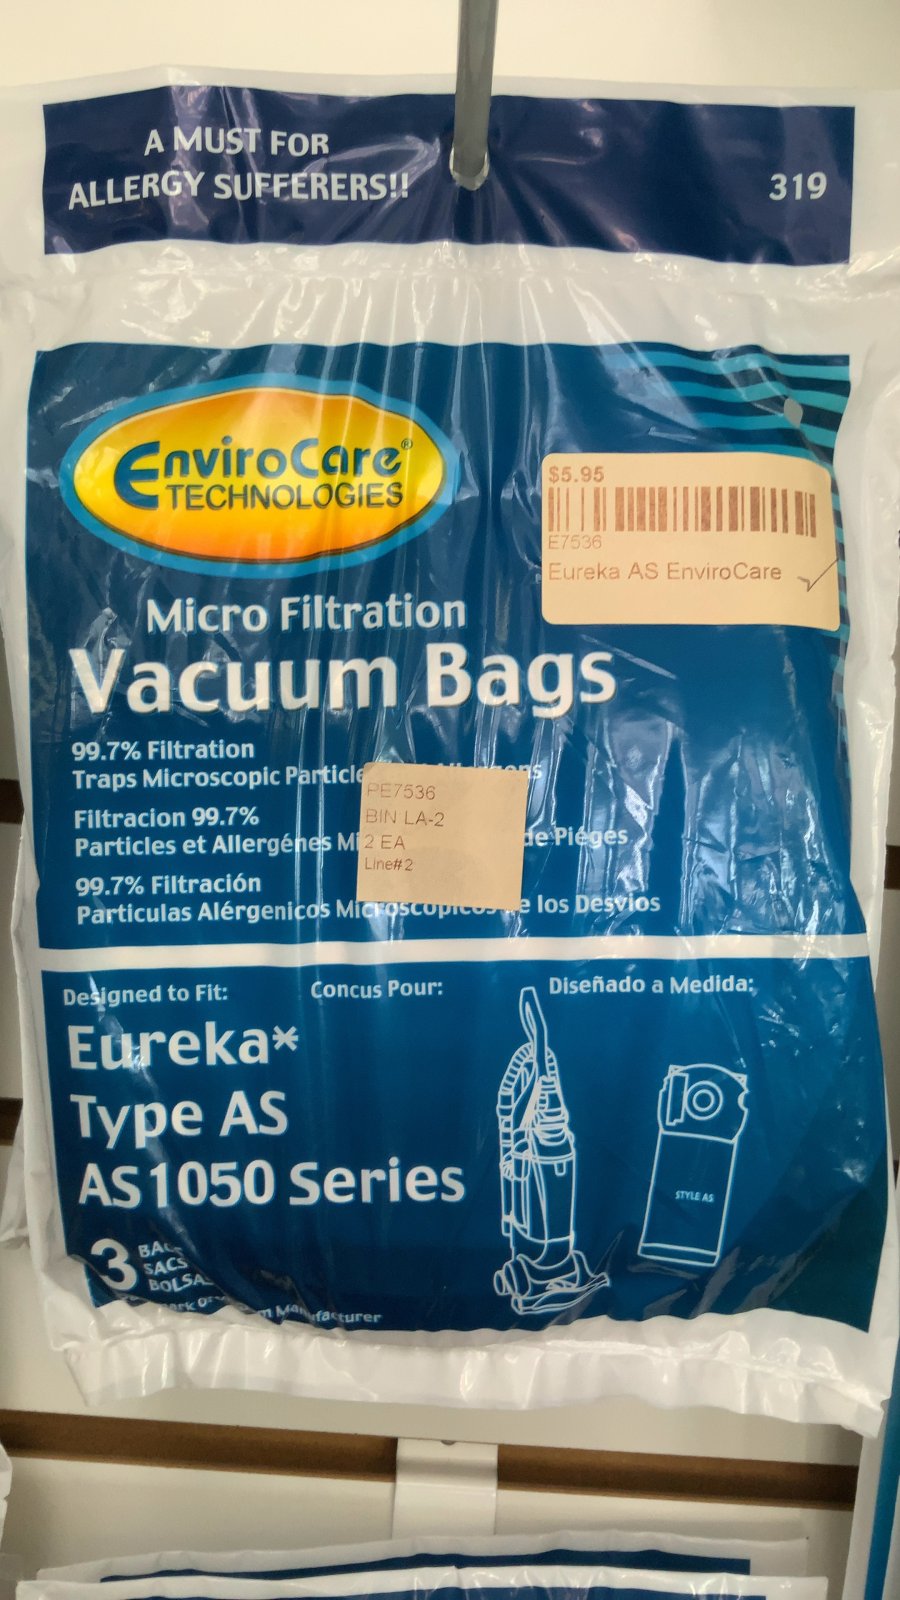 A MUST FOR
ALLERGY SUFFERERS!!
319
EnviroCare®
TECHNOLOGIES
$5.95
E7536
Eureka AS EnviroCare
Micro Filtration
Vacuum Bags
99.7% Filtration
Traps Microscopic
PE7536
BIN LA-2
2 EA
Line#2
Filtracion 99.7%
Particles et Allergénes de Piéges
99.7% Filtración
Particulas Alérgenicos Microscópicos los Desvios
Designed to Fit:
Concus Pour:
Diseñado a Medida:
Eureka*
Type AS
AS1050 Series
STYLE AS
3
SACS
Manufacturer